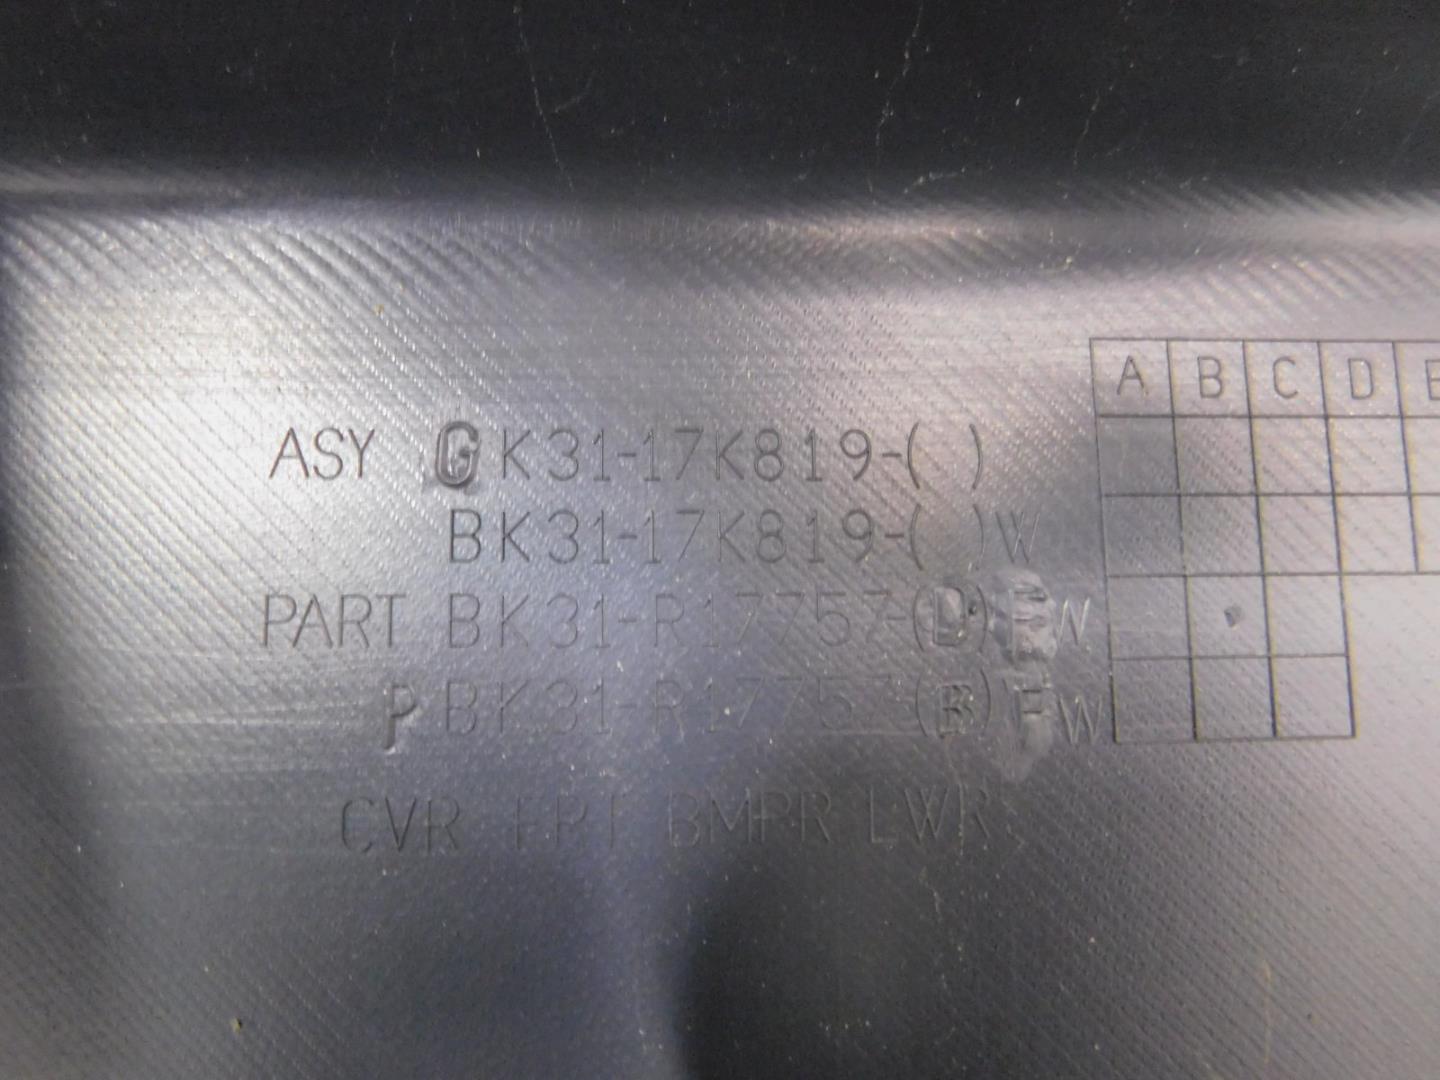 ASY GK31-17K819-( )
BK31-17K819-( )W
PART BK31-R17757-(D)FW
P BK31-R17757-(B)FW
CVR FRT BMPR LWR
A B C D E